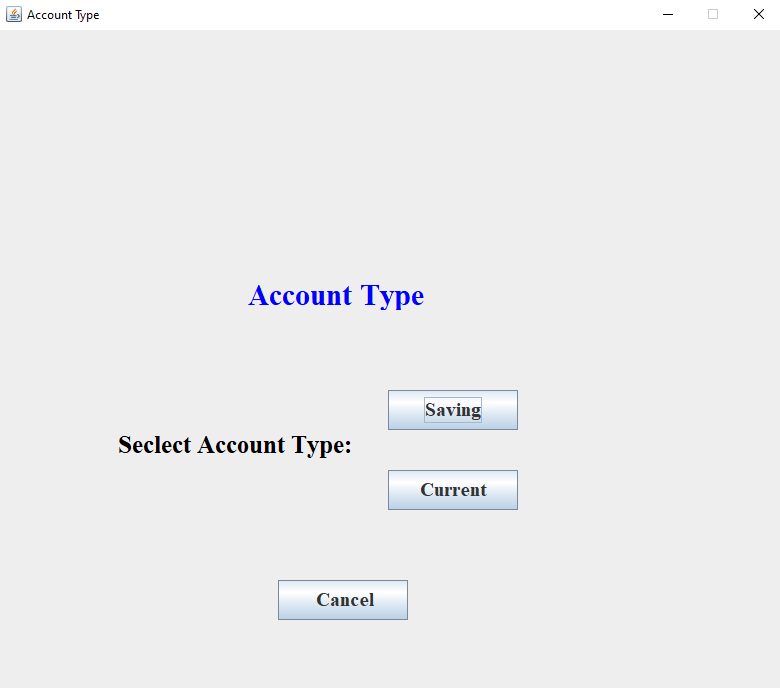 Account Type
Account Type
Saving
Seclect Account Type:
Current
Cancel